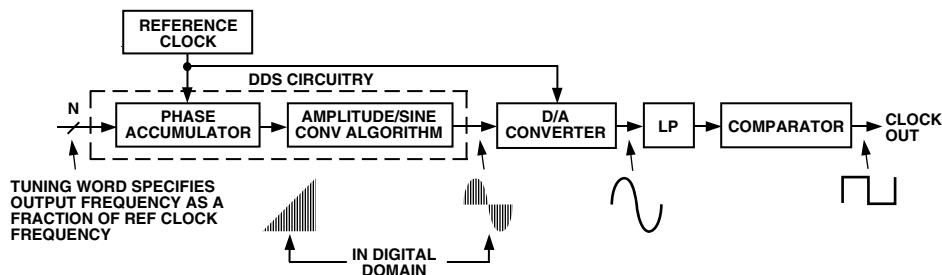 REFERENCE
CLOCK
DDS CIRCUITRY
N
PHASE
ACCUMULATOR
AMPLITUDE/SINE
CONV ALGORITHM
D/A
CONVERTER
LP
COMPARATOR
CLOCK
OUT
TUNING WORD SPECIFIES
OUTPUT FREQUENCY AS A
FRACTION OF REF CLOCK
FREQUENCY
IN DIGITAL
DOMAIN